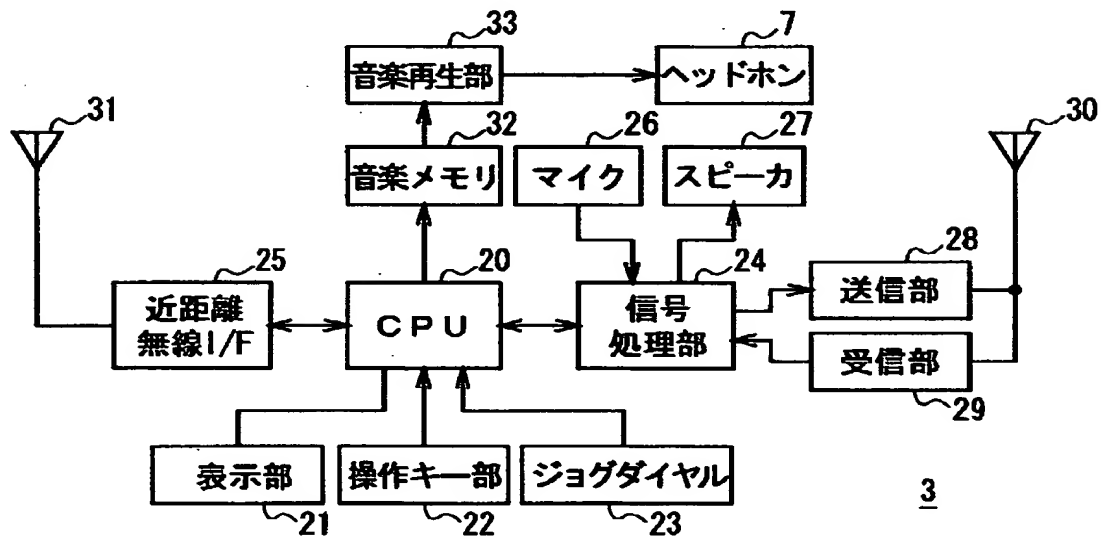 33
7
音楽再生部
ヘッドホン
31
32
26
27
30
音楽メモリ
マイク
スピーカ
25
20
24
28
近距離
無線I/F
CPU
信号
処理部
送信部
受信部
29
表示部
操作キー部
ジョグダイヤル
21
22
23
3